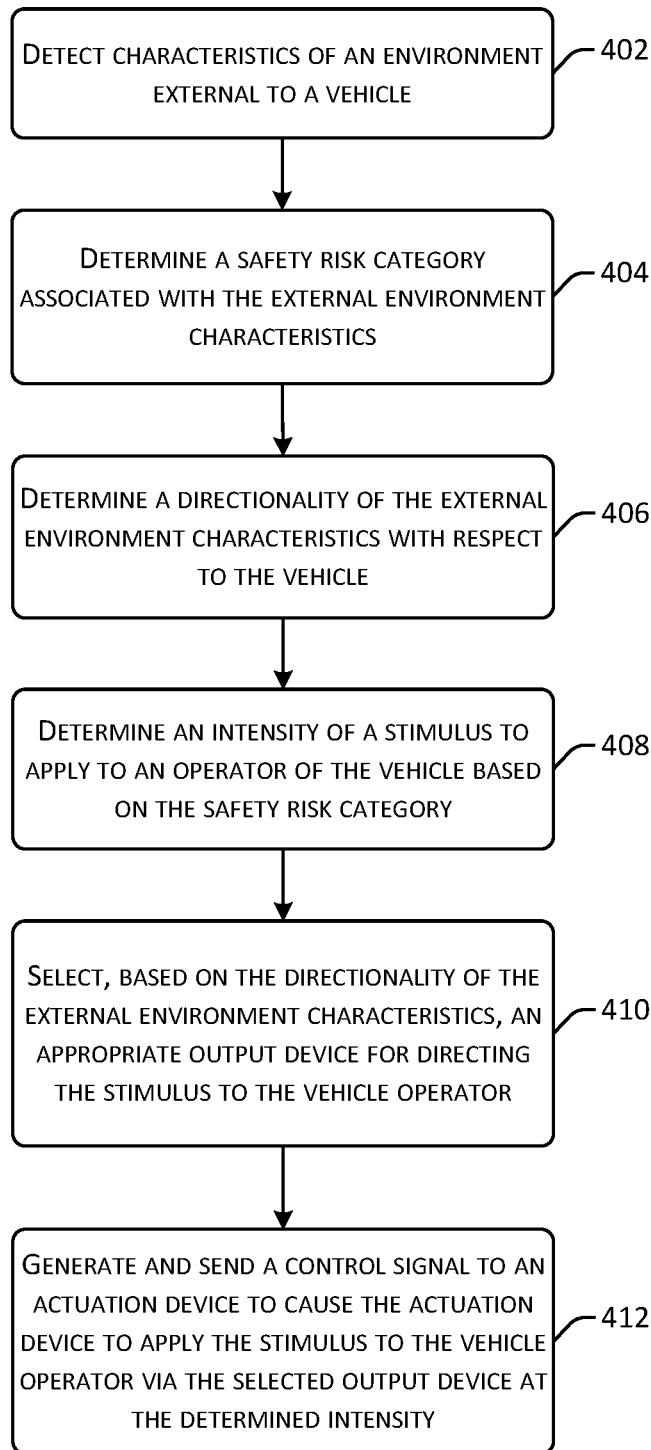 DETECT CHARACTERISTICS OF AN ENVIRONMENT
EXTERNAL TO A VEHICLE
402
DETERMINE A SAFETY RISK CATEGORY
ASSOCIATED WITH THE EXTERNAL ENVIRONMENT
CHARACTERISTICS
404
DETERMINE A DIRECTIONALITY OF THE EXTERNAL
ENVIRONMENT CHARACTERISTICS WITH RESPECT
TO THE VEHICLE
406
DETERMINE AN INTENSITY OF A STIMULUS TO
APPLY TO AN OPERATOR OF THE VEHICLE BASED
ON THE SAFETY RISK CATEGORY
408
SELECT, BASED ON THE DIRECTIONALITY OF THE
EXTERNAL ENVIRONMENT CHARACTERISTICS, AN
APPROPRIATE OUTPUT DEVICE FOR DIRECTING
THE STIMULUS TO THE VEHICLE OPERATOR
410
GENERATE AND SEND A CONTROL SIGNAL TO AN
ACTUATION DEVICE TO CAUSE THE ACTUATION
DEVICE TO APPLY THE STIMULUS TO THE VEHICLE
OPERATOR VIA THE SELECTED OUTPUT DEVICE AT
THE DETERMINED INTENSITY
412